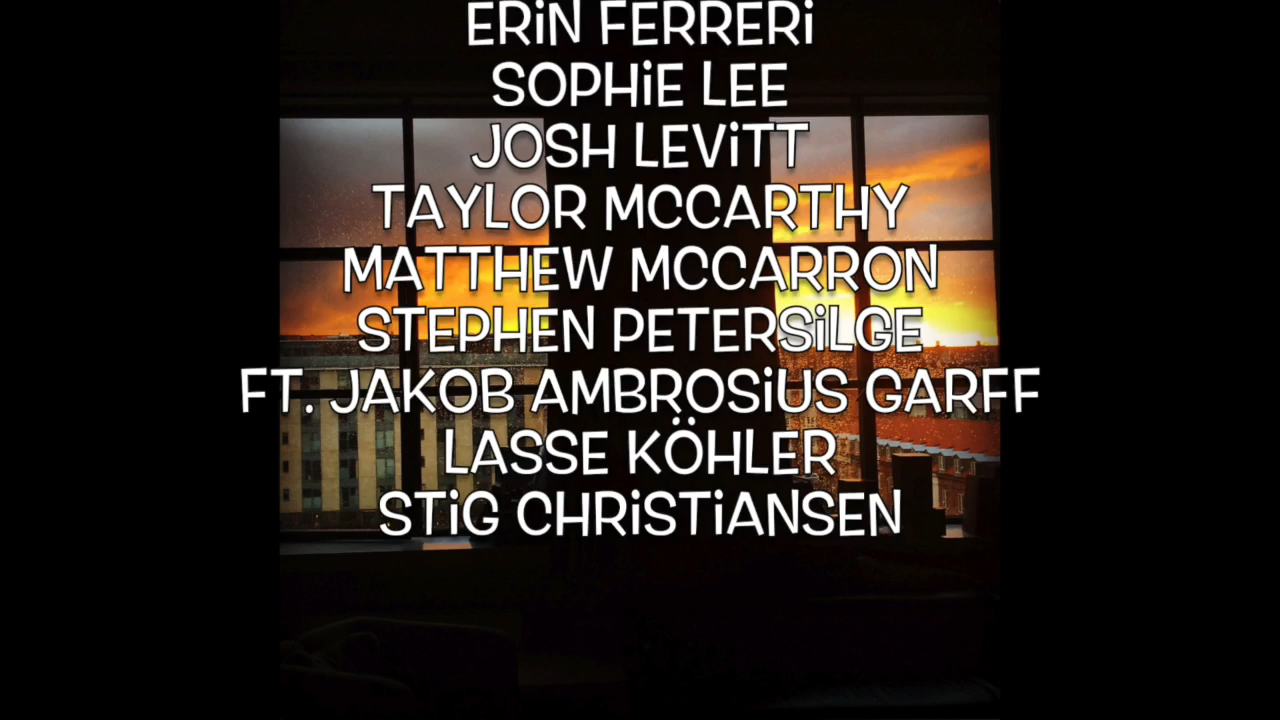 ERiN FERRERi
SOPHiE LEE
JOSH LEViTT
TAYLOR MCCARTHY
MATTHEW MCCARRON
STEPHEN PETERSiLGE
FT. JAKOB AMBROSiUS GARFF
LASSE KÖHLER
STiG CHRiSTiANSEN